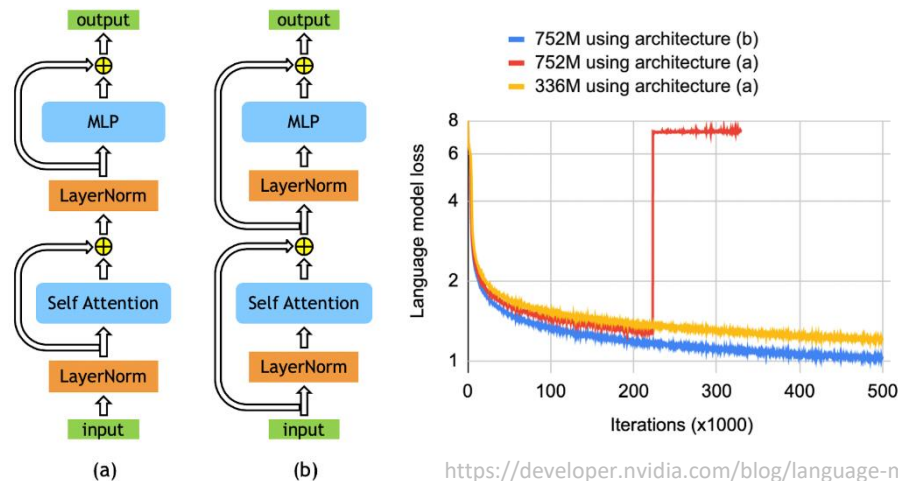 output
MLP
LayerNorm
Self Attention
LayerNorm
input
(a)
output
MLP
LayerNorm
Self Attention
LayerNorm
input
(b)
752M using architecture (b)
752M using architecture (a)
336M using architecture (a)
Language model loss
8
6
4
2
1
0
100
200
300
400
500
Iterations (x1000)
https://developer.nvidia.com/blog/language-m